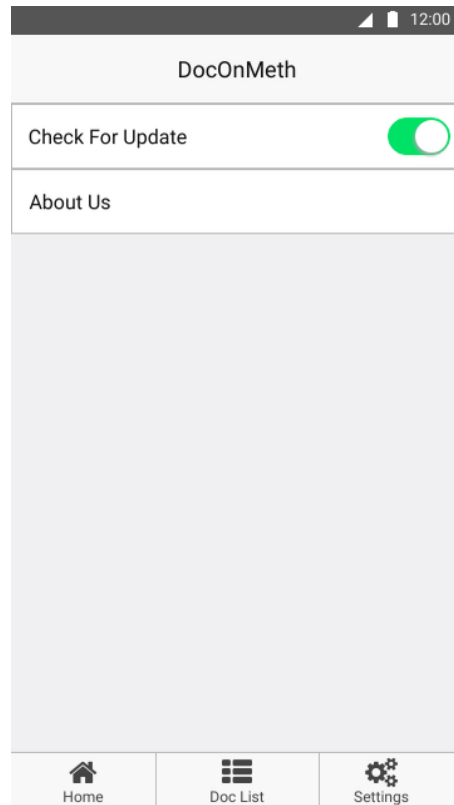 12:00
DocOnMeth
Check For Update
About Us
Home Doc List Settings